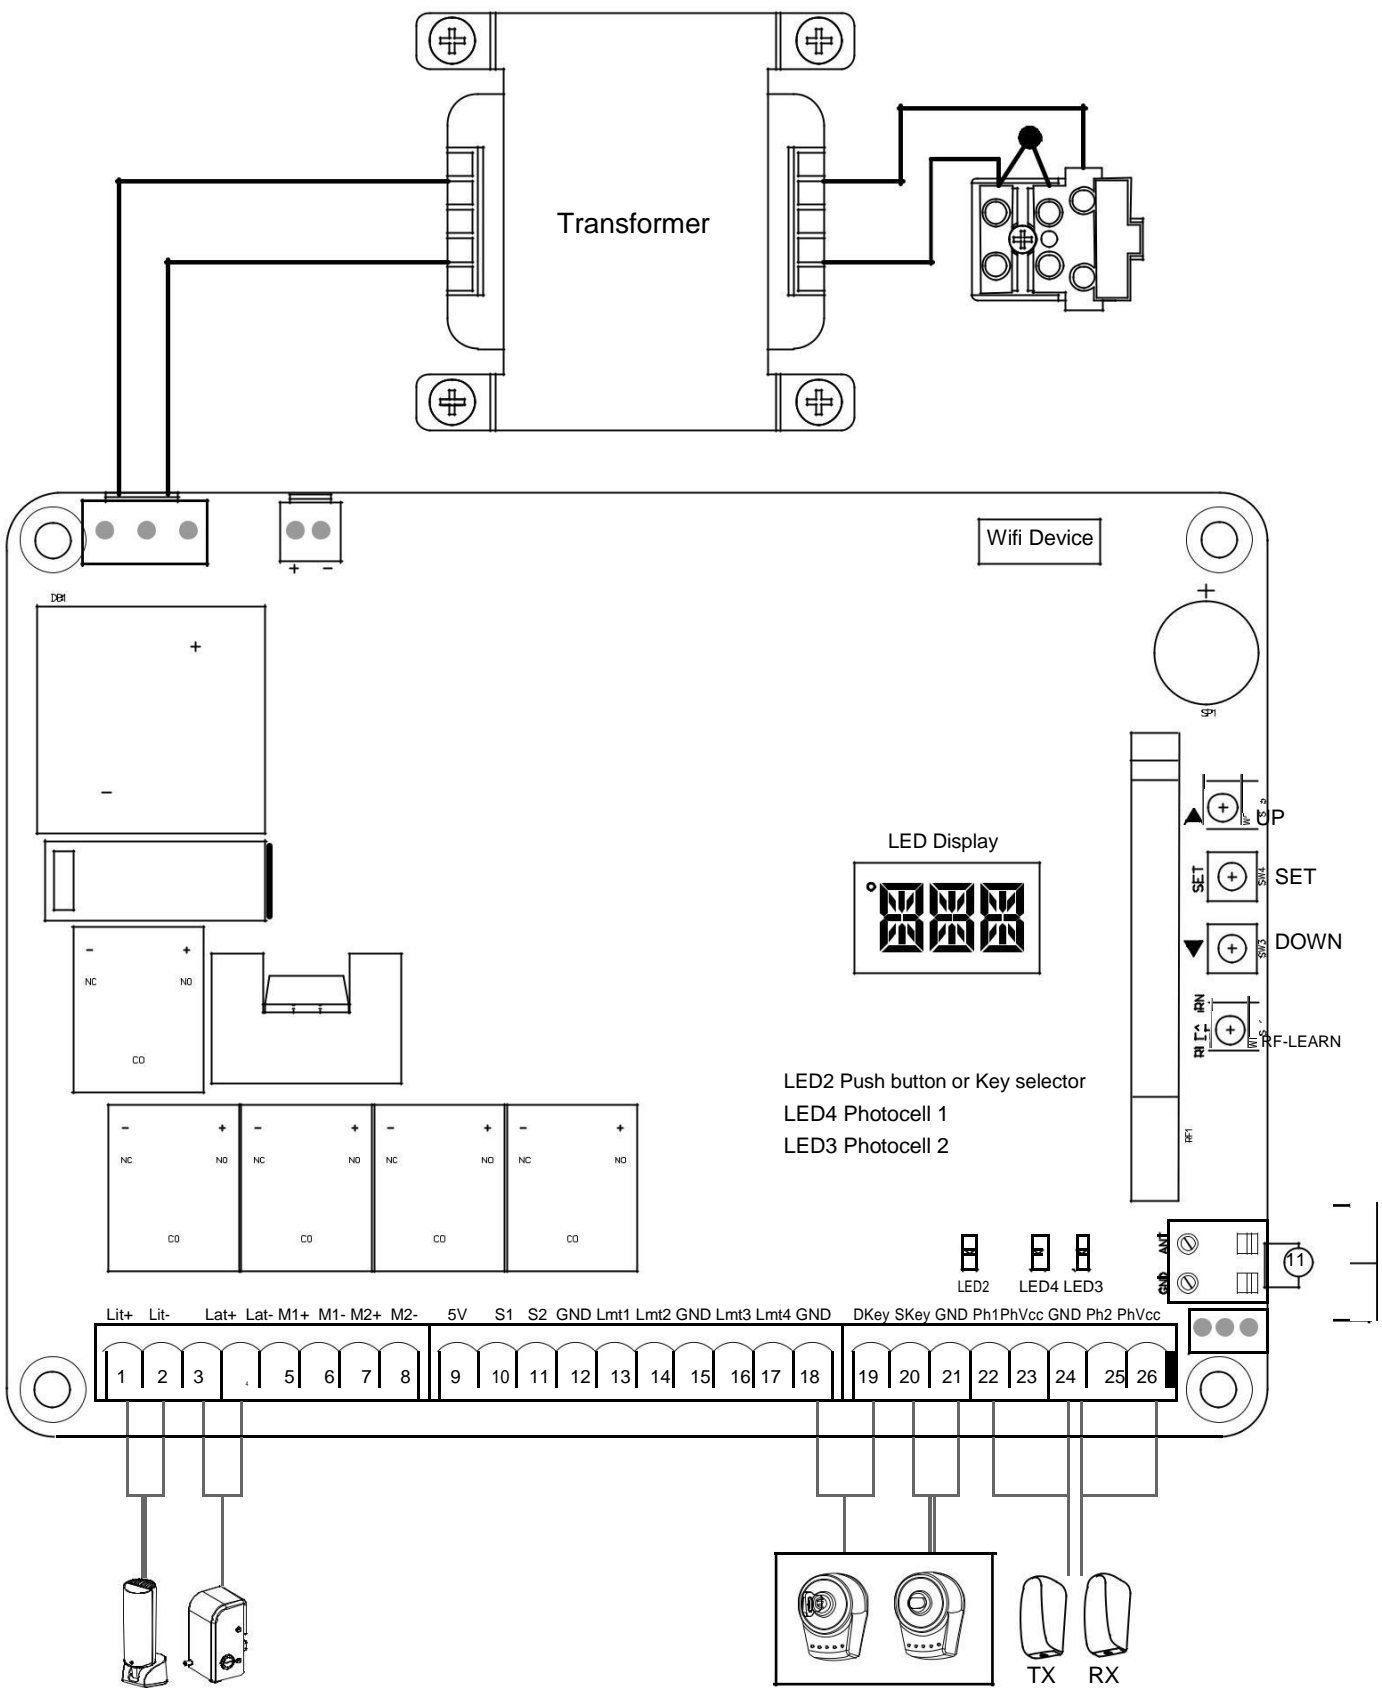 Transformer
+ -
Wifi Device
DB1
+
-
+
SP1
UP
LED Display
SET SW4 SET
SW3 DOWN
- +
NC NO
CO
RF-LEARN
LED2 Push button or Key selector
LED4 Photocell 1
LED3 Photocell 2
RF1
- + - + - + - +
NC NO NC NO NC NO NC NO
CO CO CO CO
ANT
GND
11
LED2 LED4 LED3
Lit+ Lit- Lat+ Lat- M1+ M1- M2+ M2- 5V S1 S2 GND Lmt1 Lmt2 GND Lmt3 Lmt4 GND DKey SKey GND Ph1 PhVcc GND Ph2 PhVcc
1 2 3 4 5 6 7 8 9 10 11 12 13 14 15 16 17 18 19 20 21 22 23 24 25 26
TX RX